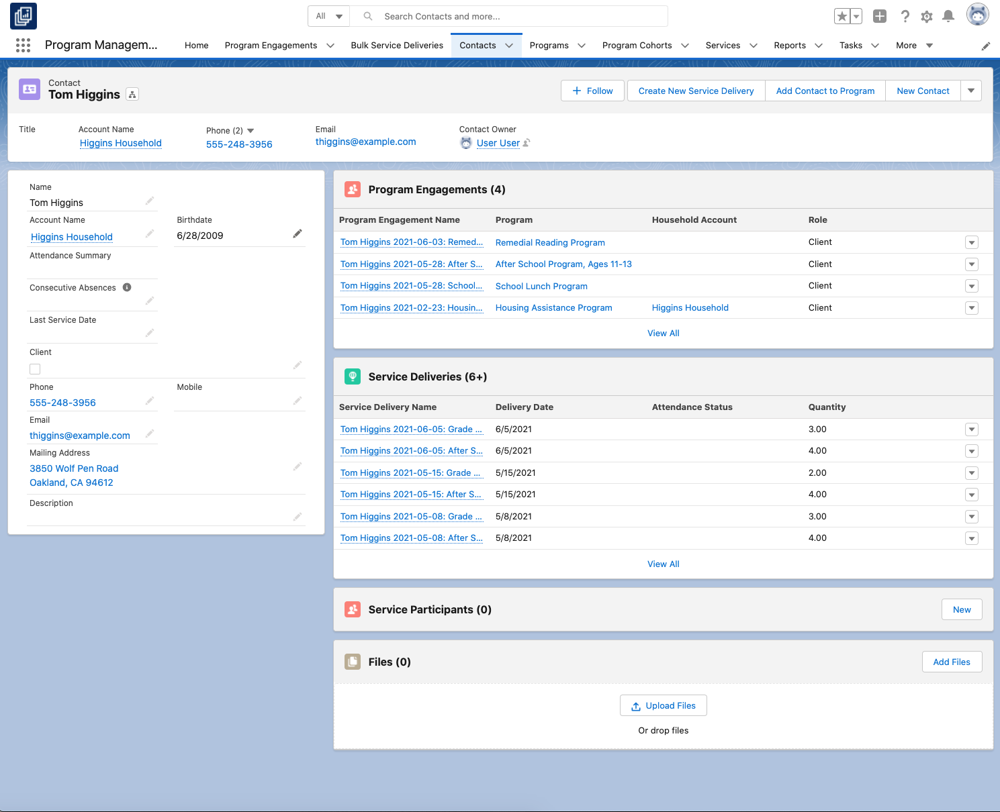 All
Search Contacts and more...
Program Managem...
Home
Program Engagements
Bulk Service Deliveries
Contacts
Programs
Program Cohorts
Services
Reports
Tasks
More
Contact
Tom Higgins
Follow
Create New Service Delivery
Add Contact to Program
New Contact
Title
Account Name
Higgins Household
Phone (2)
555-248-3956
Email
thiggins@example.com
Contact Owner
User User
Name
Tom Higgins
Account Name
Higgins Household
Birthdate
6/28/2009
Attendance Summary
Consecutive Absences
Last Service Date
Client
Phone
555-248-3956
Mobile
Email
thiggins@example.com
Mailing Address
3850 Wolf Pen Road
Oakland, CA 94612
Description
Program Engagements (4)
Program Engagement Name Program Household Account Role
Tom Higgins 2021-06-03: Remed... Remedial Reading Program Client
Tom Higgins 2021-05-28: After S... After School Program, Ages 11-13 Client
Tom Higgins 2021-05-28: School... School Lunch Program Client
Tom Higgins 2021-02-23: Housin... Housing Assistance Program Higgins Household Client
View All
Service Deliveries (6+)
Service Delivery Name Delivery Date Attendance Status Quantity
Tom Higgins 2021-06-05: Grade ... 6/5/2021 3.00
Tom Higgins 2021-06-05: After S... 6/5/2021 4.00
Tom Higgins 2021-05-15: Grade ... 5/15/2021 2.00
Tom Higgins 2021-05-15: After S... 5/15/2021 4.00
Tom Higgins 2021-05-08: Grade ... 5/8/2021 3.00
Tom Higgins 2021-05-08: After S... 5/8/2021 4.00
View All
Service Participants (0)
New
Files (0)
Add Files
Upload Files
Or drop files